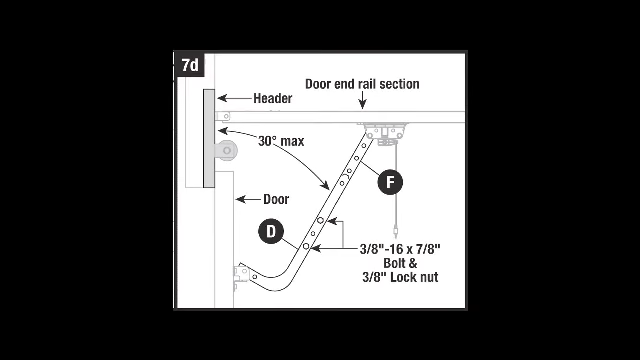 7d
Door end rail section
Header
30° max
F
Door
D
3/8"-16 x 7/8"
Bolt &
3/8" Lock nut